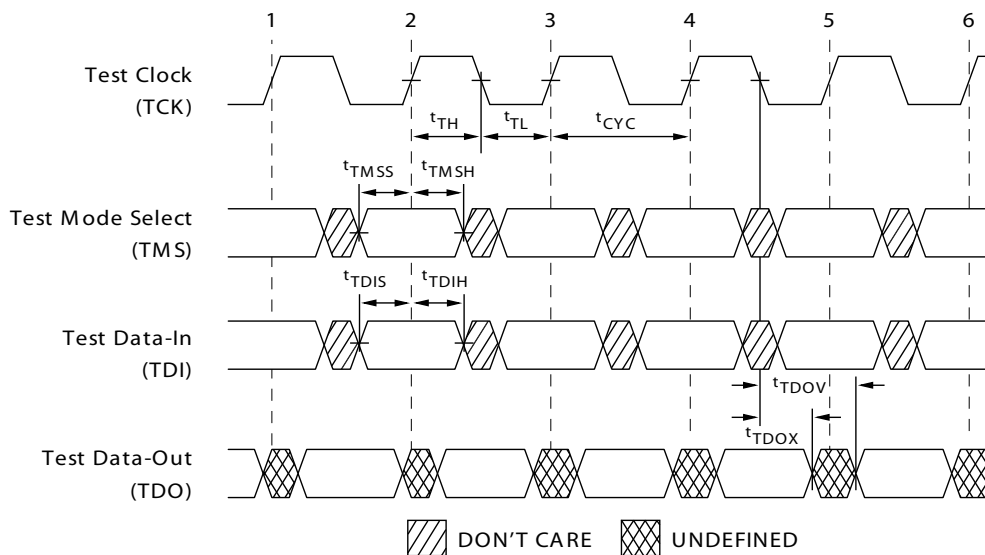 1 2 3 4 5 6
Test Clock
(TCK)
tTH tTL tCYC
tTMSS tTMSH
Test Mode Select
(TMS)
tTDIS tTDIH
Test Data-In
(TDI)
tTDOV
tTDOX
Test Data-Out
(TDO)
DON'T CARE UNDEFINED